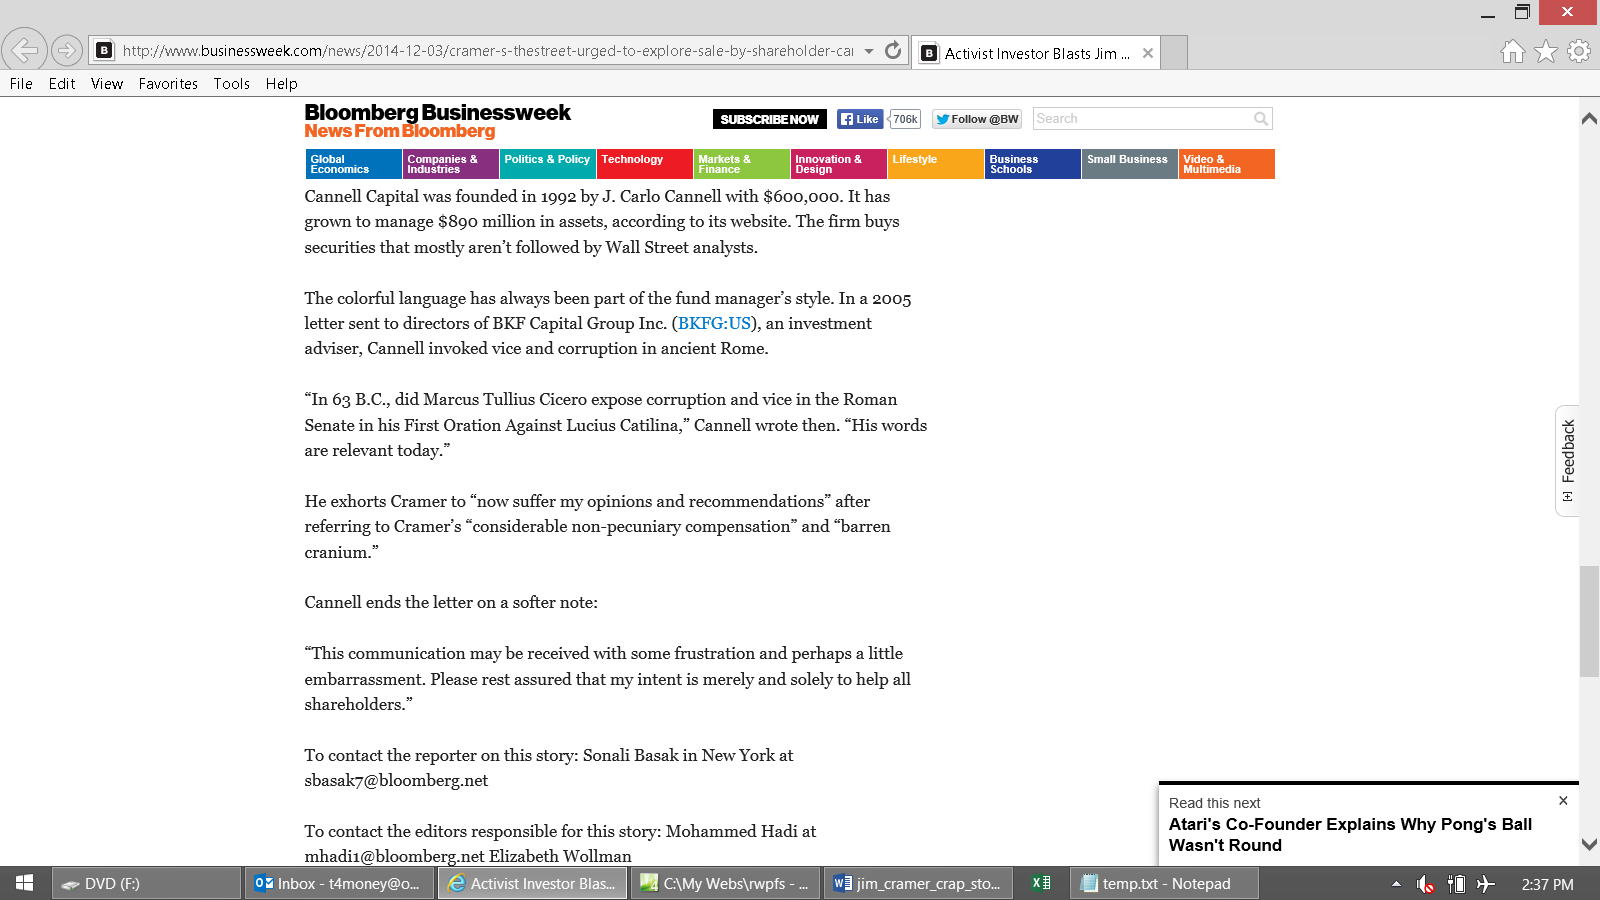 http://www.businessweek.com/news/2014-12-03/cramer-s-thestreet-urged-to-explore-sale-by-shareholder-car
Activist Investor Blasts Jim ...
File Edit View Favorites Tools Help
Bloomberg Businessweek
News From Bloomberg
SUBSCRIBE NOW
Like 706k
Follow @BW
Search
Global Economics
Companies & Industries
Politics & Policy
Technology
Markets & Finance
Innovation & Design
Lifestyle
Business Schools
Small Business
Video & Multimedia
Cannell Capital was founded in 1992 by J. Carlo Cannell with $600,000. It has
grown to manage $890 million in assets, according to its website. The firm buys
securities that mostly aren’t followed by Wall Street analysts.
The colorful language has always been part of the fund manager’s style. In a 2005
letter sent to directors of BKF Capital Group Inc. (BKFG:US), an investment
adviser, Cannell invoked vice and corruption in ancient Rome.
“In 63 B.C., did Marcus Tullius Cicero expose corruption and vice in the Roman
Senate in his First Oration Against Lucius Catilina,” Cannell wrote then. “His words
are relevant today.”
He exhorts Cramer to “now suffer my opinions and recommendations” after
referring to Cramer’s “considerable non-pecuniary compensation” and “barren
cranium.”
Cannell ends the letter on a softer note:
“This communication may be received with some frustration and perhaps a little
embarrassment. Please rest assured that my intent is merely and solely to help all
shareholders.”
To contact the reporter on this story: Sonali Basak in New York at
sbasak7@bloomberg.net
To contact the editors responsible for this story: Mohammed Hadi at
mhadi1@bloomberg.net Elizabeth Wollman
Feedback
Read this next
Atari's Co-Founder Explains Why Pong's Ball
Wasn't Round
DVD (F:)
Inbox - t4money@o...
Activist Investor Blas...
C:\My Webs\rwpfs - ...
jim_cramer_crap_sto...
temp.txt - Notepad
2:37 PM